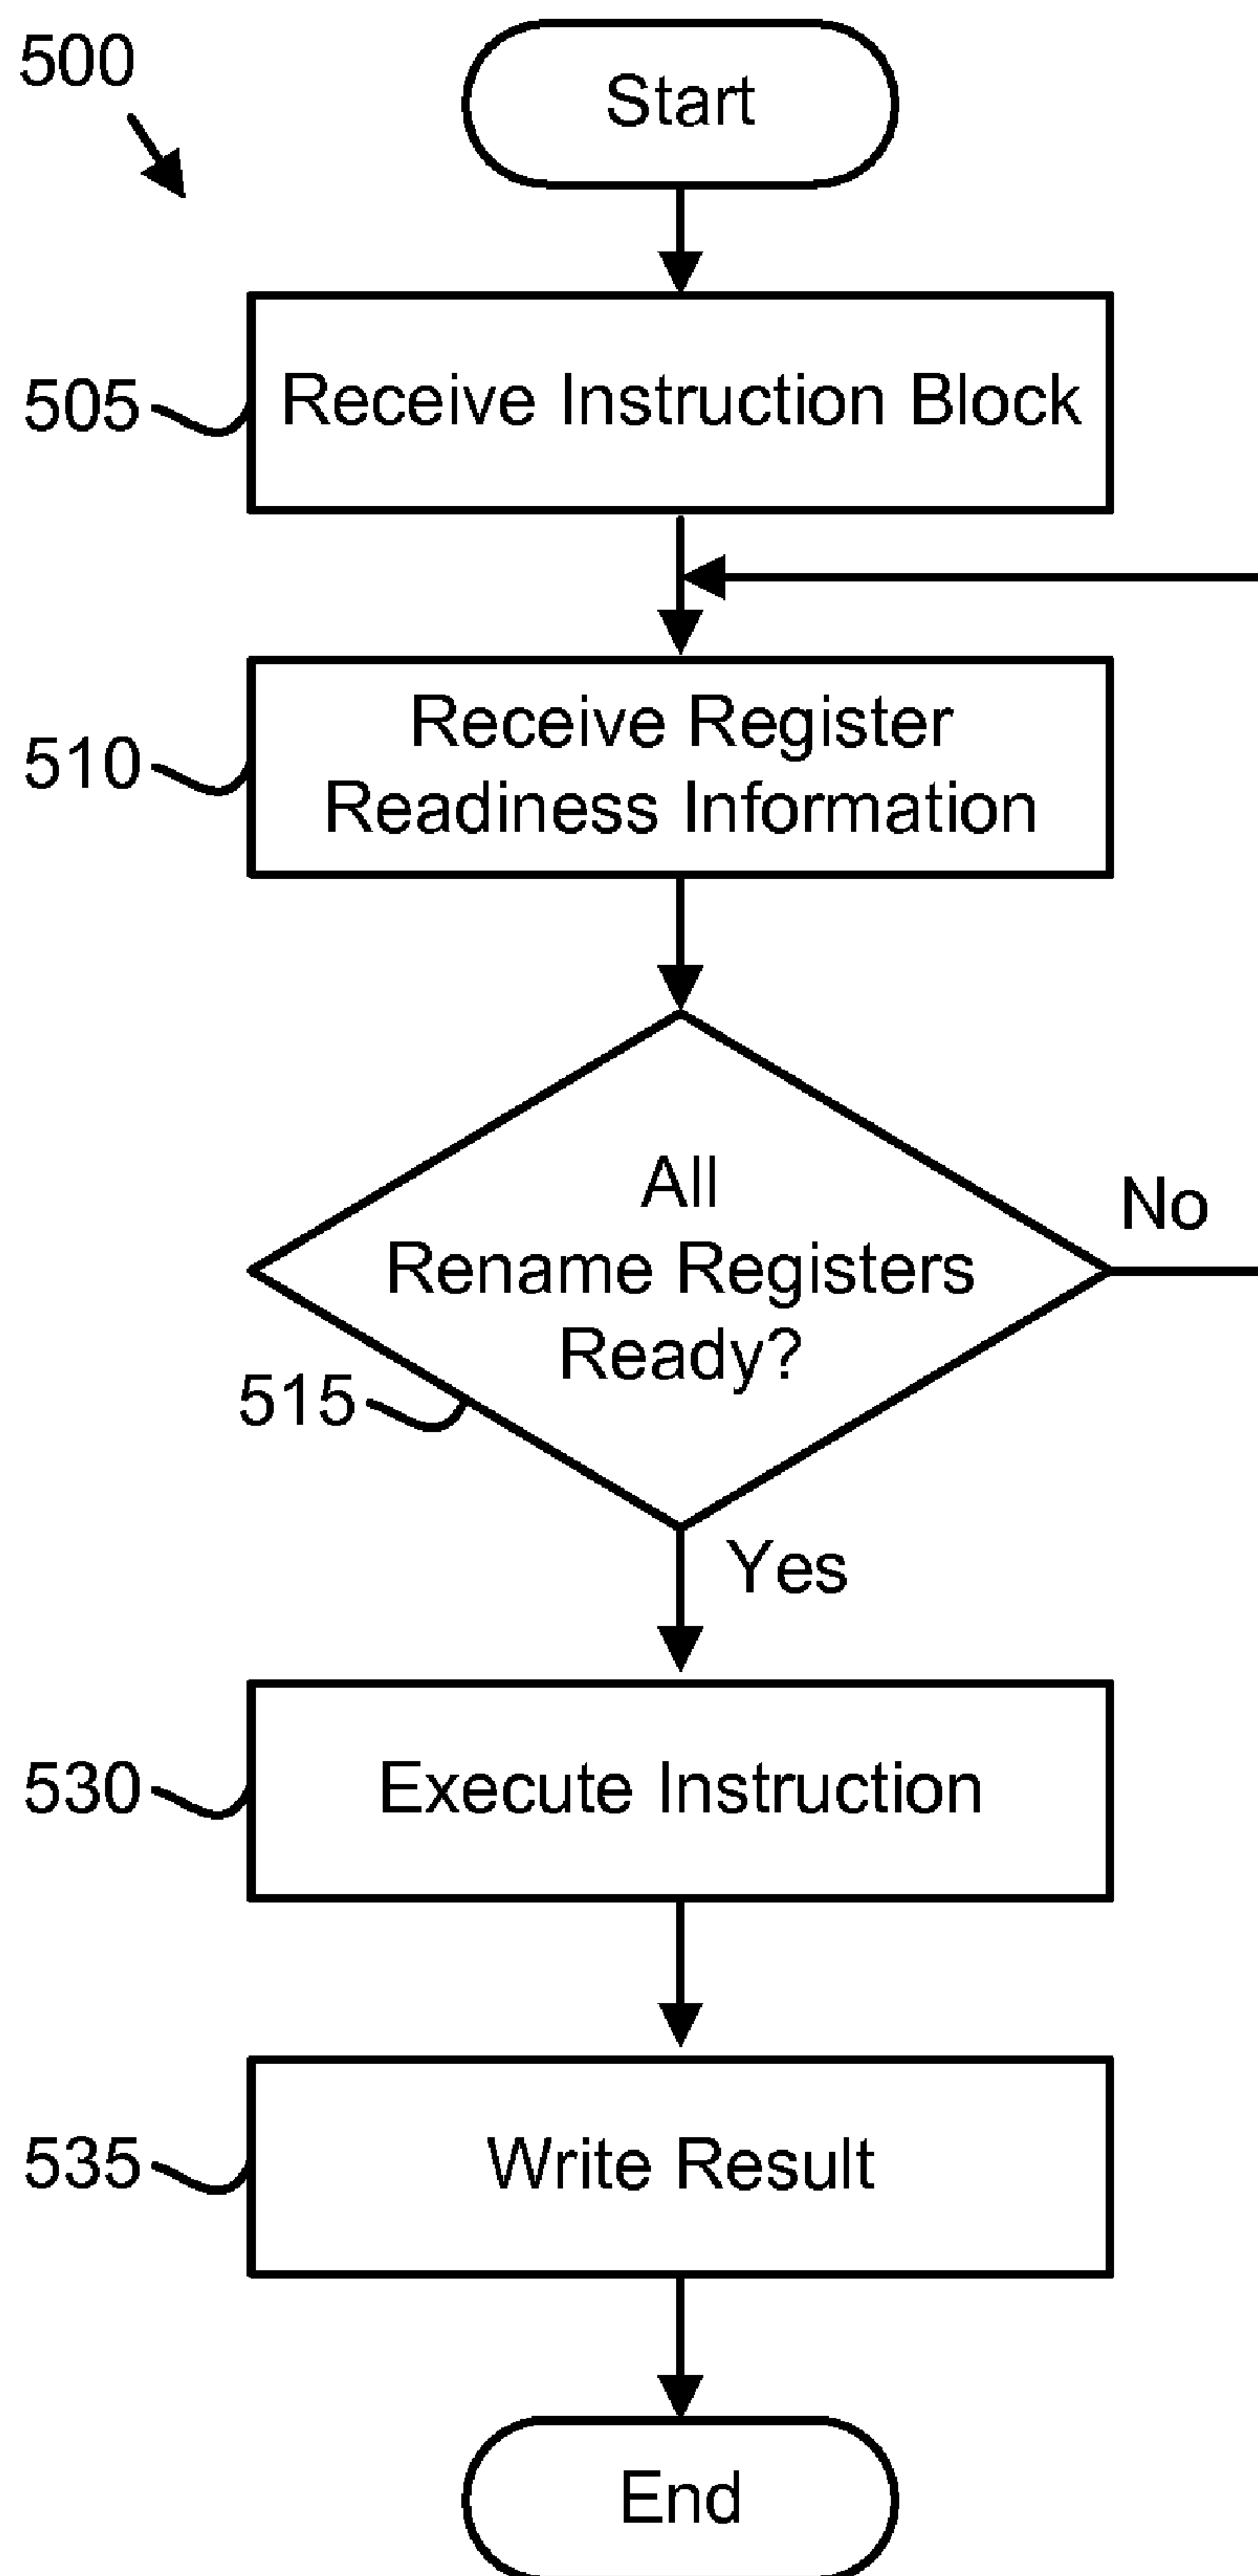 500
Start
505
Receive Instruction Block
510
Receive Register
Readiness Information
All
Rename Registers
Ready?
No
515
Yes
530
Execute Instruction
535
Write Result
End